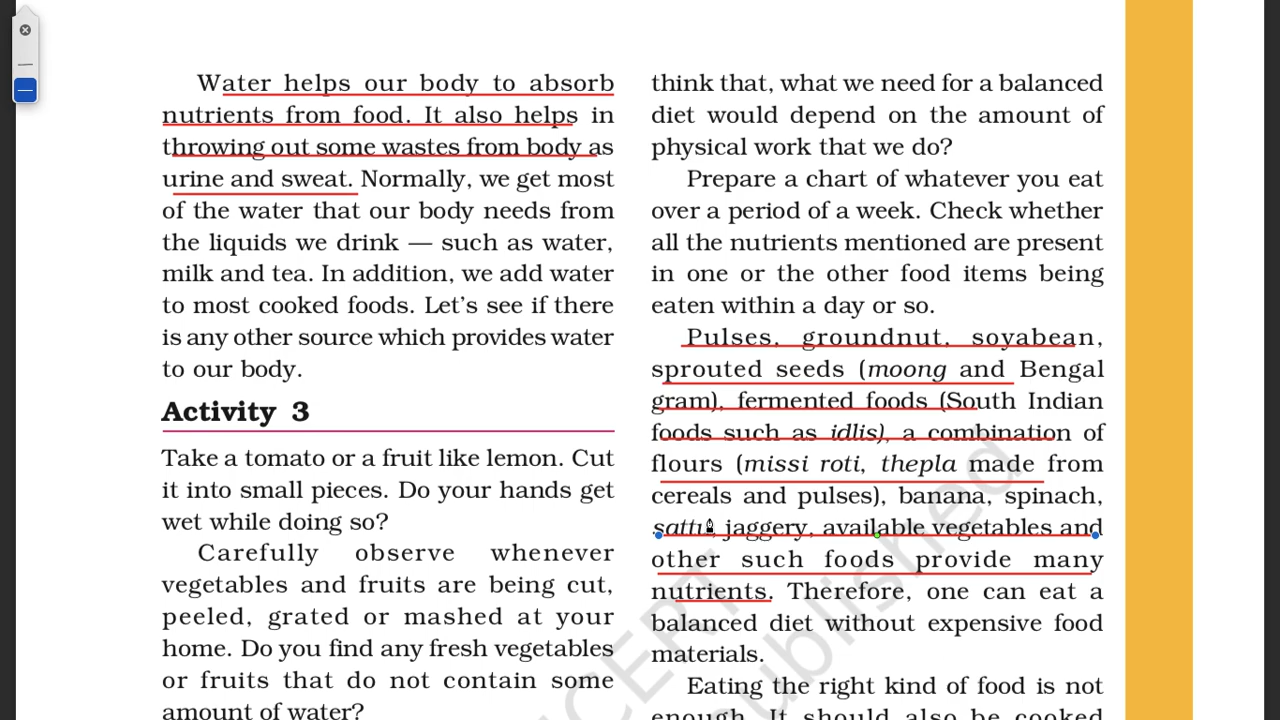 Water helps our body to absorb
nutrients from food. It also helps in
throwing out some wastes from body as
urine and sweat. Normally, we get most
of the water that our body needs from
the liquids we drink — such as water,
milk and tea. In addition, we add water
to most cooked foods. Let's see if there
is any other source which provides water
to our body.
Activity 3
Take a tomato or a fruit like lemon. Cut
it into small pieces. Do your hands get
wet while doing so?
Carefully observe whenever
vegetables and fruits are being cut,
peeled, grated or mashed at your
home. Do you find any fresh vegetables
or fruits that do not contain some
amount of water?
think that, what we need for a balanced
diet would depend on the amount of
physical work that we do?
Prepare a chart of whatever you eat
over a period of a week. Check whether
all the nutrients mentioned are present
in one or the other food items being
eaten within a day or so.
Pulses, groundnut, soyabean,
sprouted seeds (moong and Bengal
gram), fermented foods (South Indian
foods such as idlis), a combination of
flours (missi roti, thepla made from
cereals and pulses), banana, spinach,
sattu, jaggery, available vegetables and
other such foods provide many
nutrients. Therefore, one can eat a
balanced diet without expensive food
materials.
Eating the right kind of food is not
enough. It should also be cooked
NCERT
published